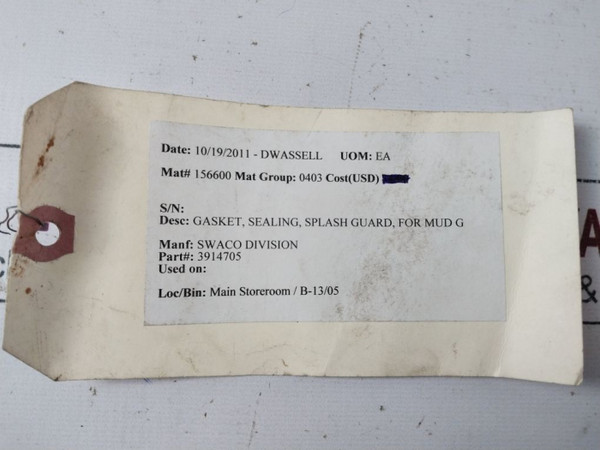 Date: 10/19/2011 - DWASSELL UOM: EA
Mat# 156600 Mat Group: 0403 Cost(USD)
S/N:
Desc: GASKET, SEALING, SPLASH GUARD, FOR MUD G
Manf: SWACO DIVISION
Part#: 3914705
Used on:
Loc/Bin: Main Storeroom / B-13/05